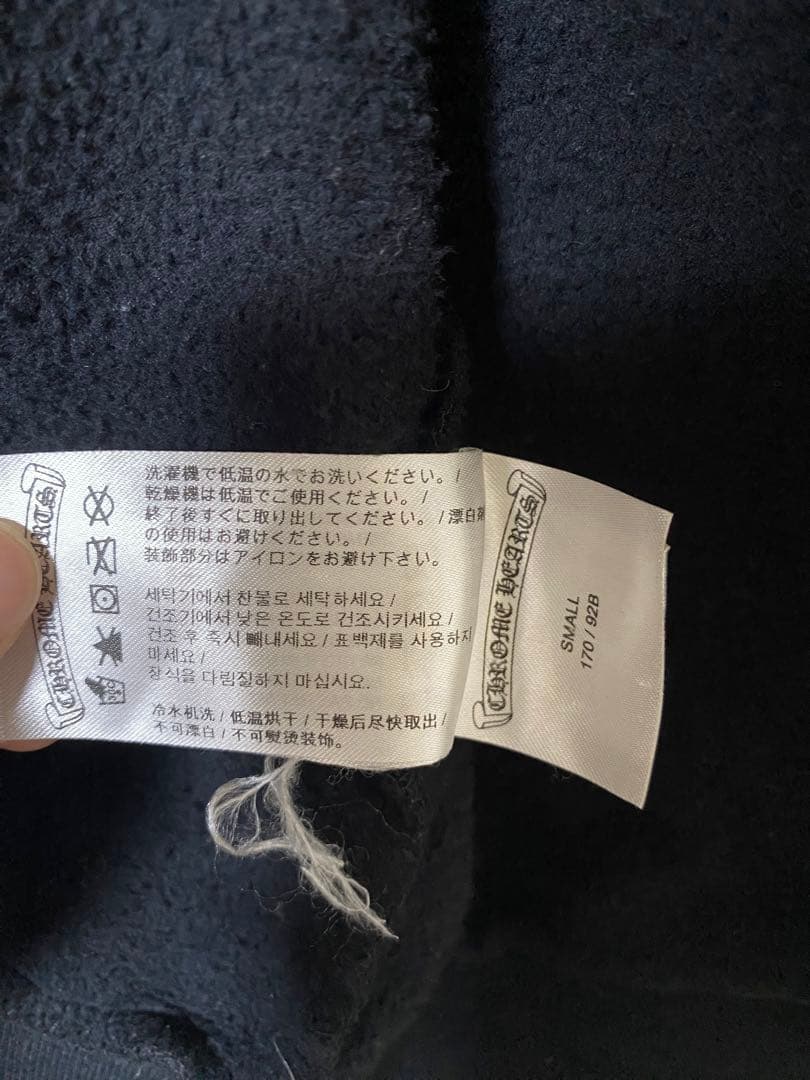 洗濯機で低温の水でお洗いください。/
乾燥機は低温でご使用ください。/
終了後すぐに取り出してください。/漂白剤
の使用はお避けください。/
装飾部分はアイロンをお避け下さい。
세탁기에서 찬물로 세탁하세요 /
건조기에서 낮은 온도로 건조시키세요 /
건조 후 즉시 빼내세요 / 표백제를 사용하지
마세요 /
장식을 다림질하지 마십시요.
冷水机洗 / 低温烘干 / 干燥后尽快取出 /
不可漂白 / 不可熨烫装饰。
CHROME HEARTS
CHROME HEARTS
SMALL
170 / 92B